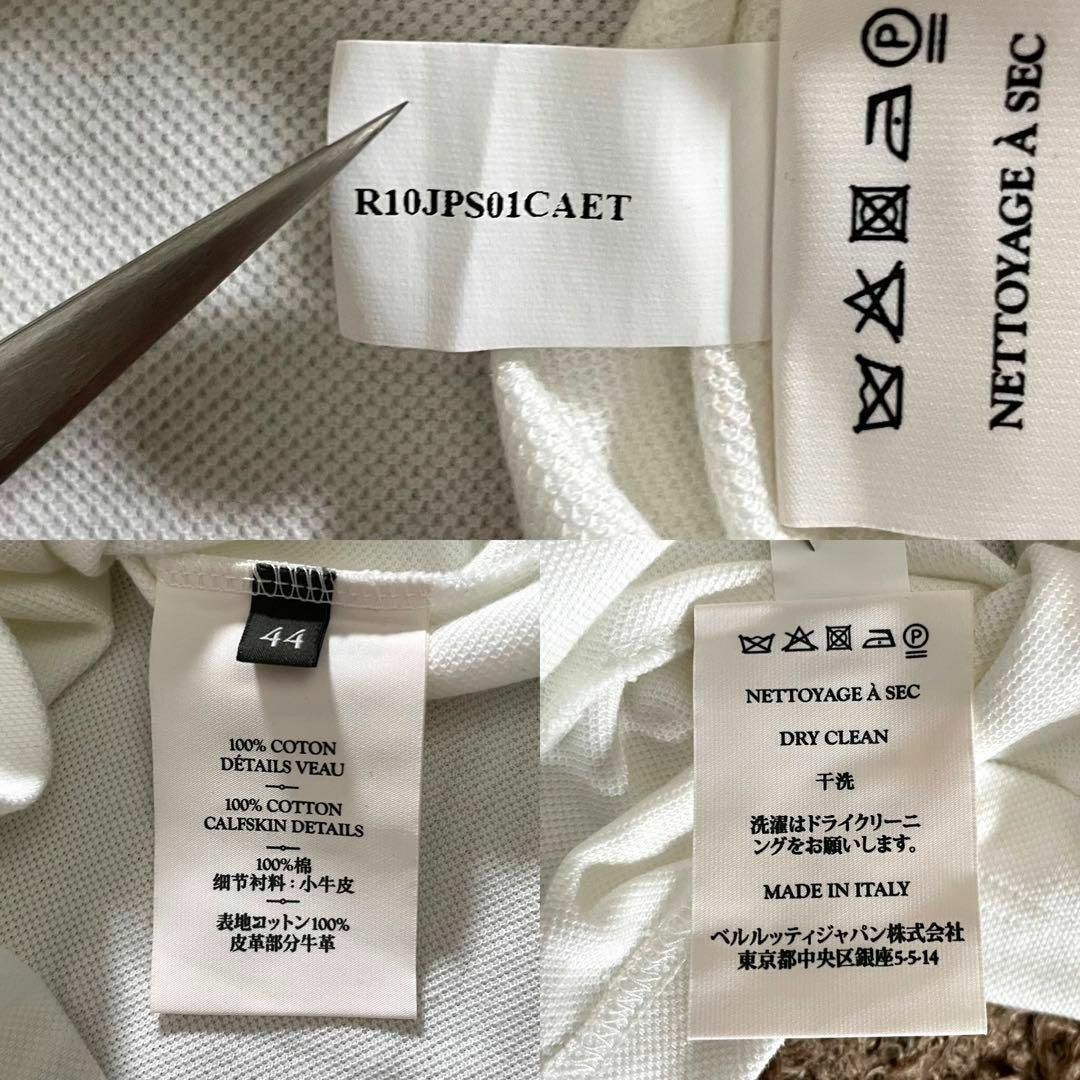 R10JPS01CAET
NETTOYAGE À SEC
44
100% COTON
DÉTAILS VEAU
100% COTTON
CALFSKIN DETAILS
100%棉
细节衬料：小牛皮
表地コットン100%
皮革部分牛革
NETTOYAGE À SEC
DRY CLEAN
干洗
洗濯はドライクリーニ
ングをお願いします。
MADE IN ITALY
ベルルッティジャパン株式会社
東京都中央区銀座5-5-14